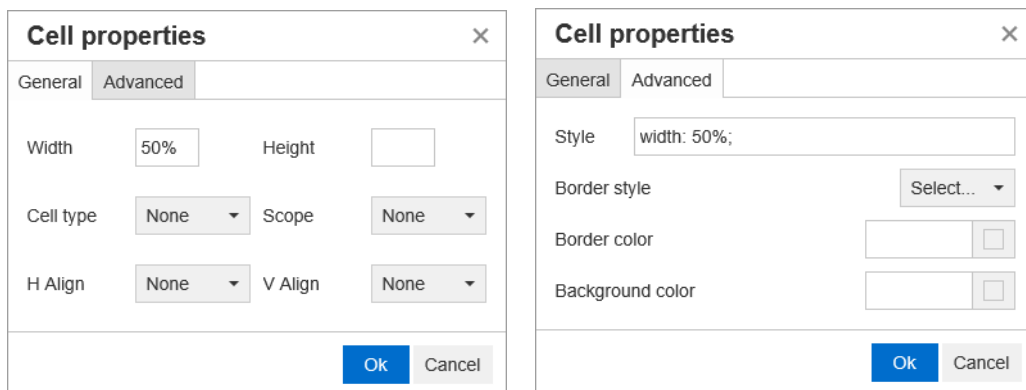 Cell properties ×
General Advanced
Width 50% Height
Cell type None Scope None
H Align None V Align None
Ok Cancel
Cell properties ×
General Advanced
Style width: 50%;
Border style Select...
Border color
Background color
Ok Cancel